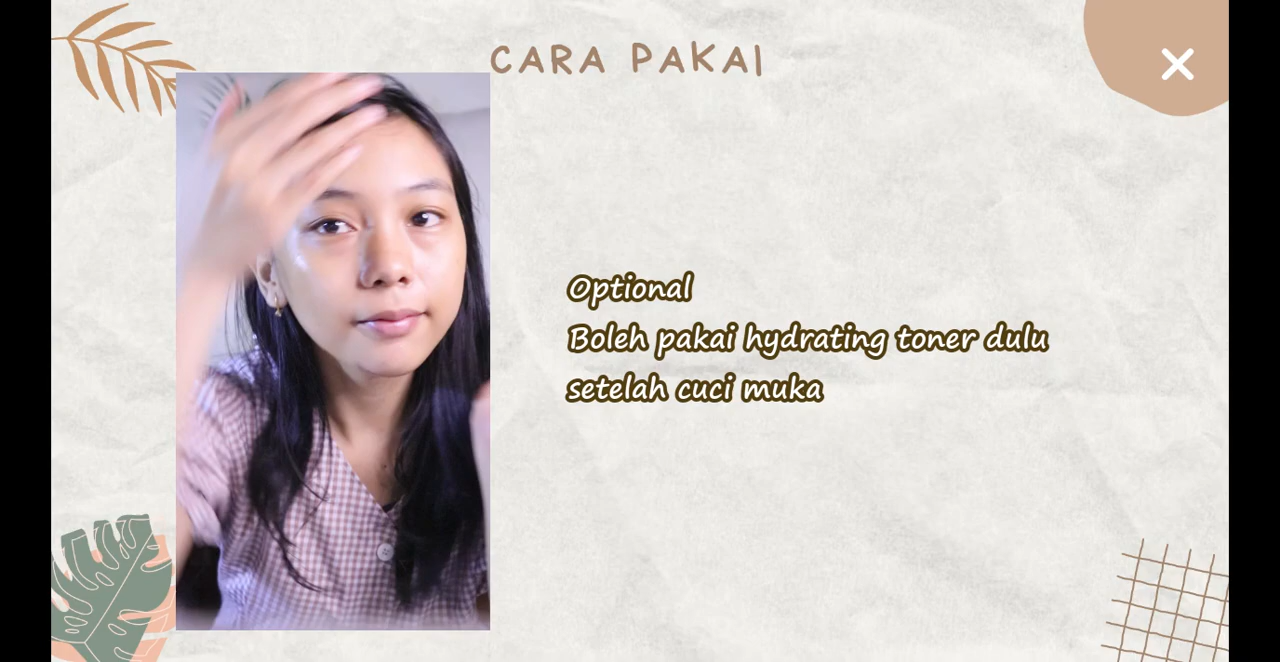 CARA PAKAI
Optional
Boleh pakai hydrating toner dulu
setelah cuci muka